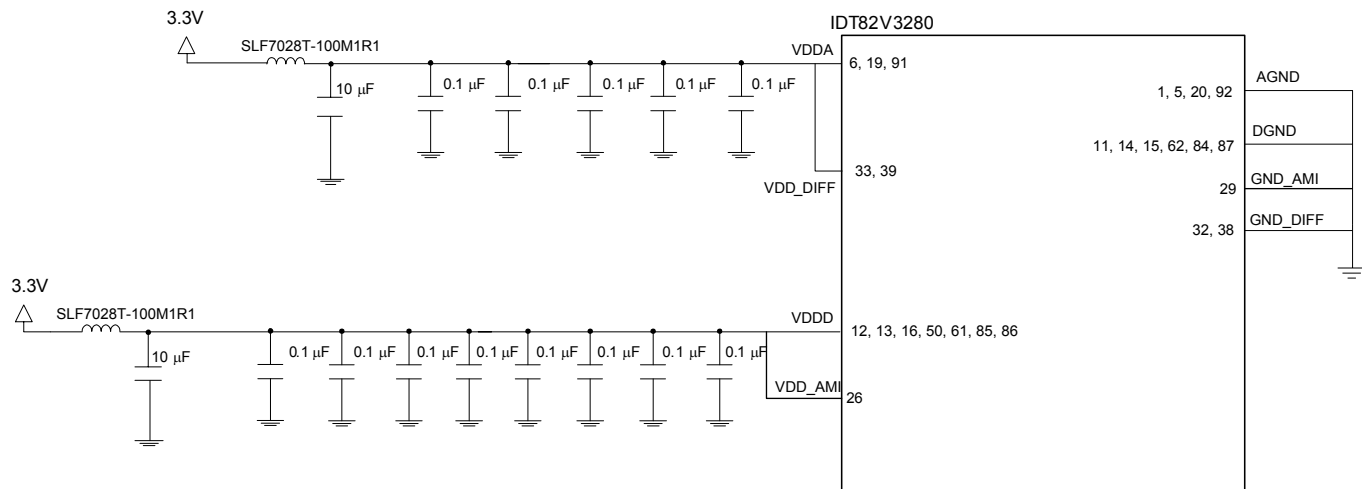 3.3V
IDT82V3280
SLF7028T-100M1R1
VDDA
6, 19, 91
10 μF
0.1 μF
0.1 μF
0.1 μF
0.1 μF
0.1 μF
AGND
1, 5, 20, 92
DGND
11, 14, 15, 62, 84, 87
33, 39
VDD_DIFF
GND_AMI
29
GND_DIFF
32, 38
3.3V
SLF7028T-100M1R1
VDDD
12, 13, 16, 50, 61, 85, 86
10 μF
0.1 μF
0.1 μF
0.1 μF
0.1 μF
0.1 μF
0.1 μF
0.1 μF
0.1 μF
VDD_AMI
26